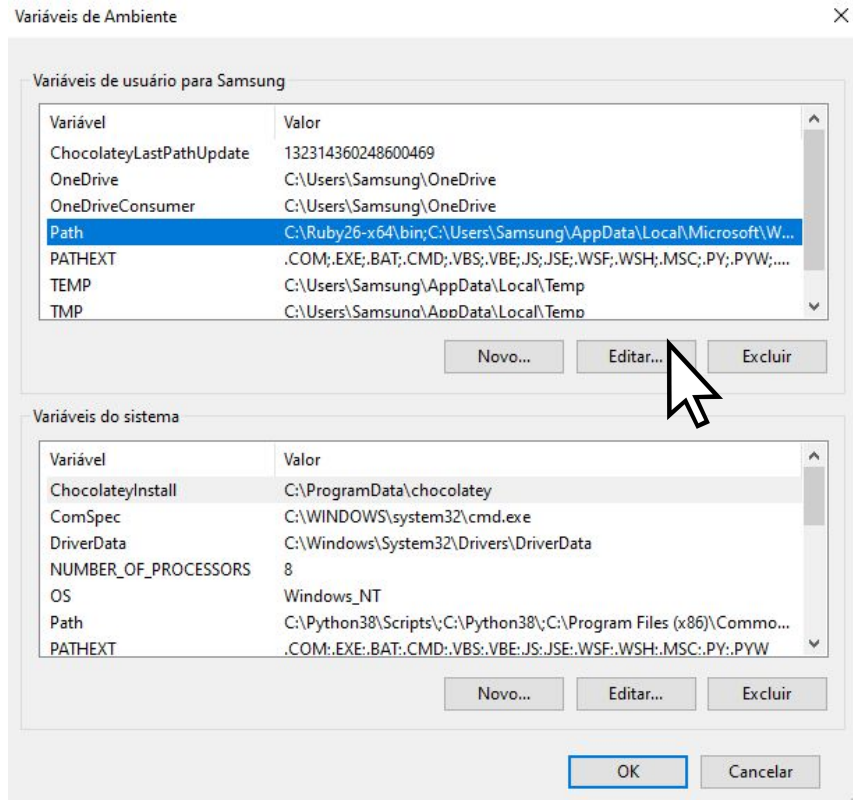 Variáveis de Ambiente
Variáveis de usuário para Samsung
Variável Valor
ChocolateyLastPathUpdate 132314360248600469
OneDrive C:\Users\Samsung\OneDrive
OneDriveConsumer C:\Users\Samsung\OneDrive
Path C:\Ruby26-x64\bin;C:\Users\Samsung\AppData\Local\Microsoft\W...
PATHEXT .COM;.EXE;.BAT;.CMD;.VBS;.VBE;.JS;.JSE;.WSF;.WSH;.MSC;.PY;.PYW;....
TEMP C:\Users\Samsung\AppData\Local\Temp
TMP C:\Users\Samsung\AppData\Local\Temp
Novo... Editar... Excluir
Variáveis do sistema
Variável Valor
ChocolateyInstall C:\ProgramData\chocolatey
ComSpec C:\WINDOWS\system32\cmd.exe
DriverData C:\Windows\System32\Drivers\DriverData
NUMBER_OF_PROCESSORS 8
OS Windows_NT
Path C:\Python38\Scripts\;C:\Python38\;C:\Program Files (x86)\Commo...
PATHEXT .COM;.EXE;.BAT;.CMD;.VBS;.VBE;.JS;.JSE;.WSF;.WSH;.MSC;.PY;.PYW
Novo... Editar... Excluir
OK Cancelar